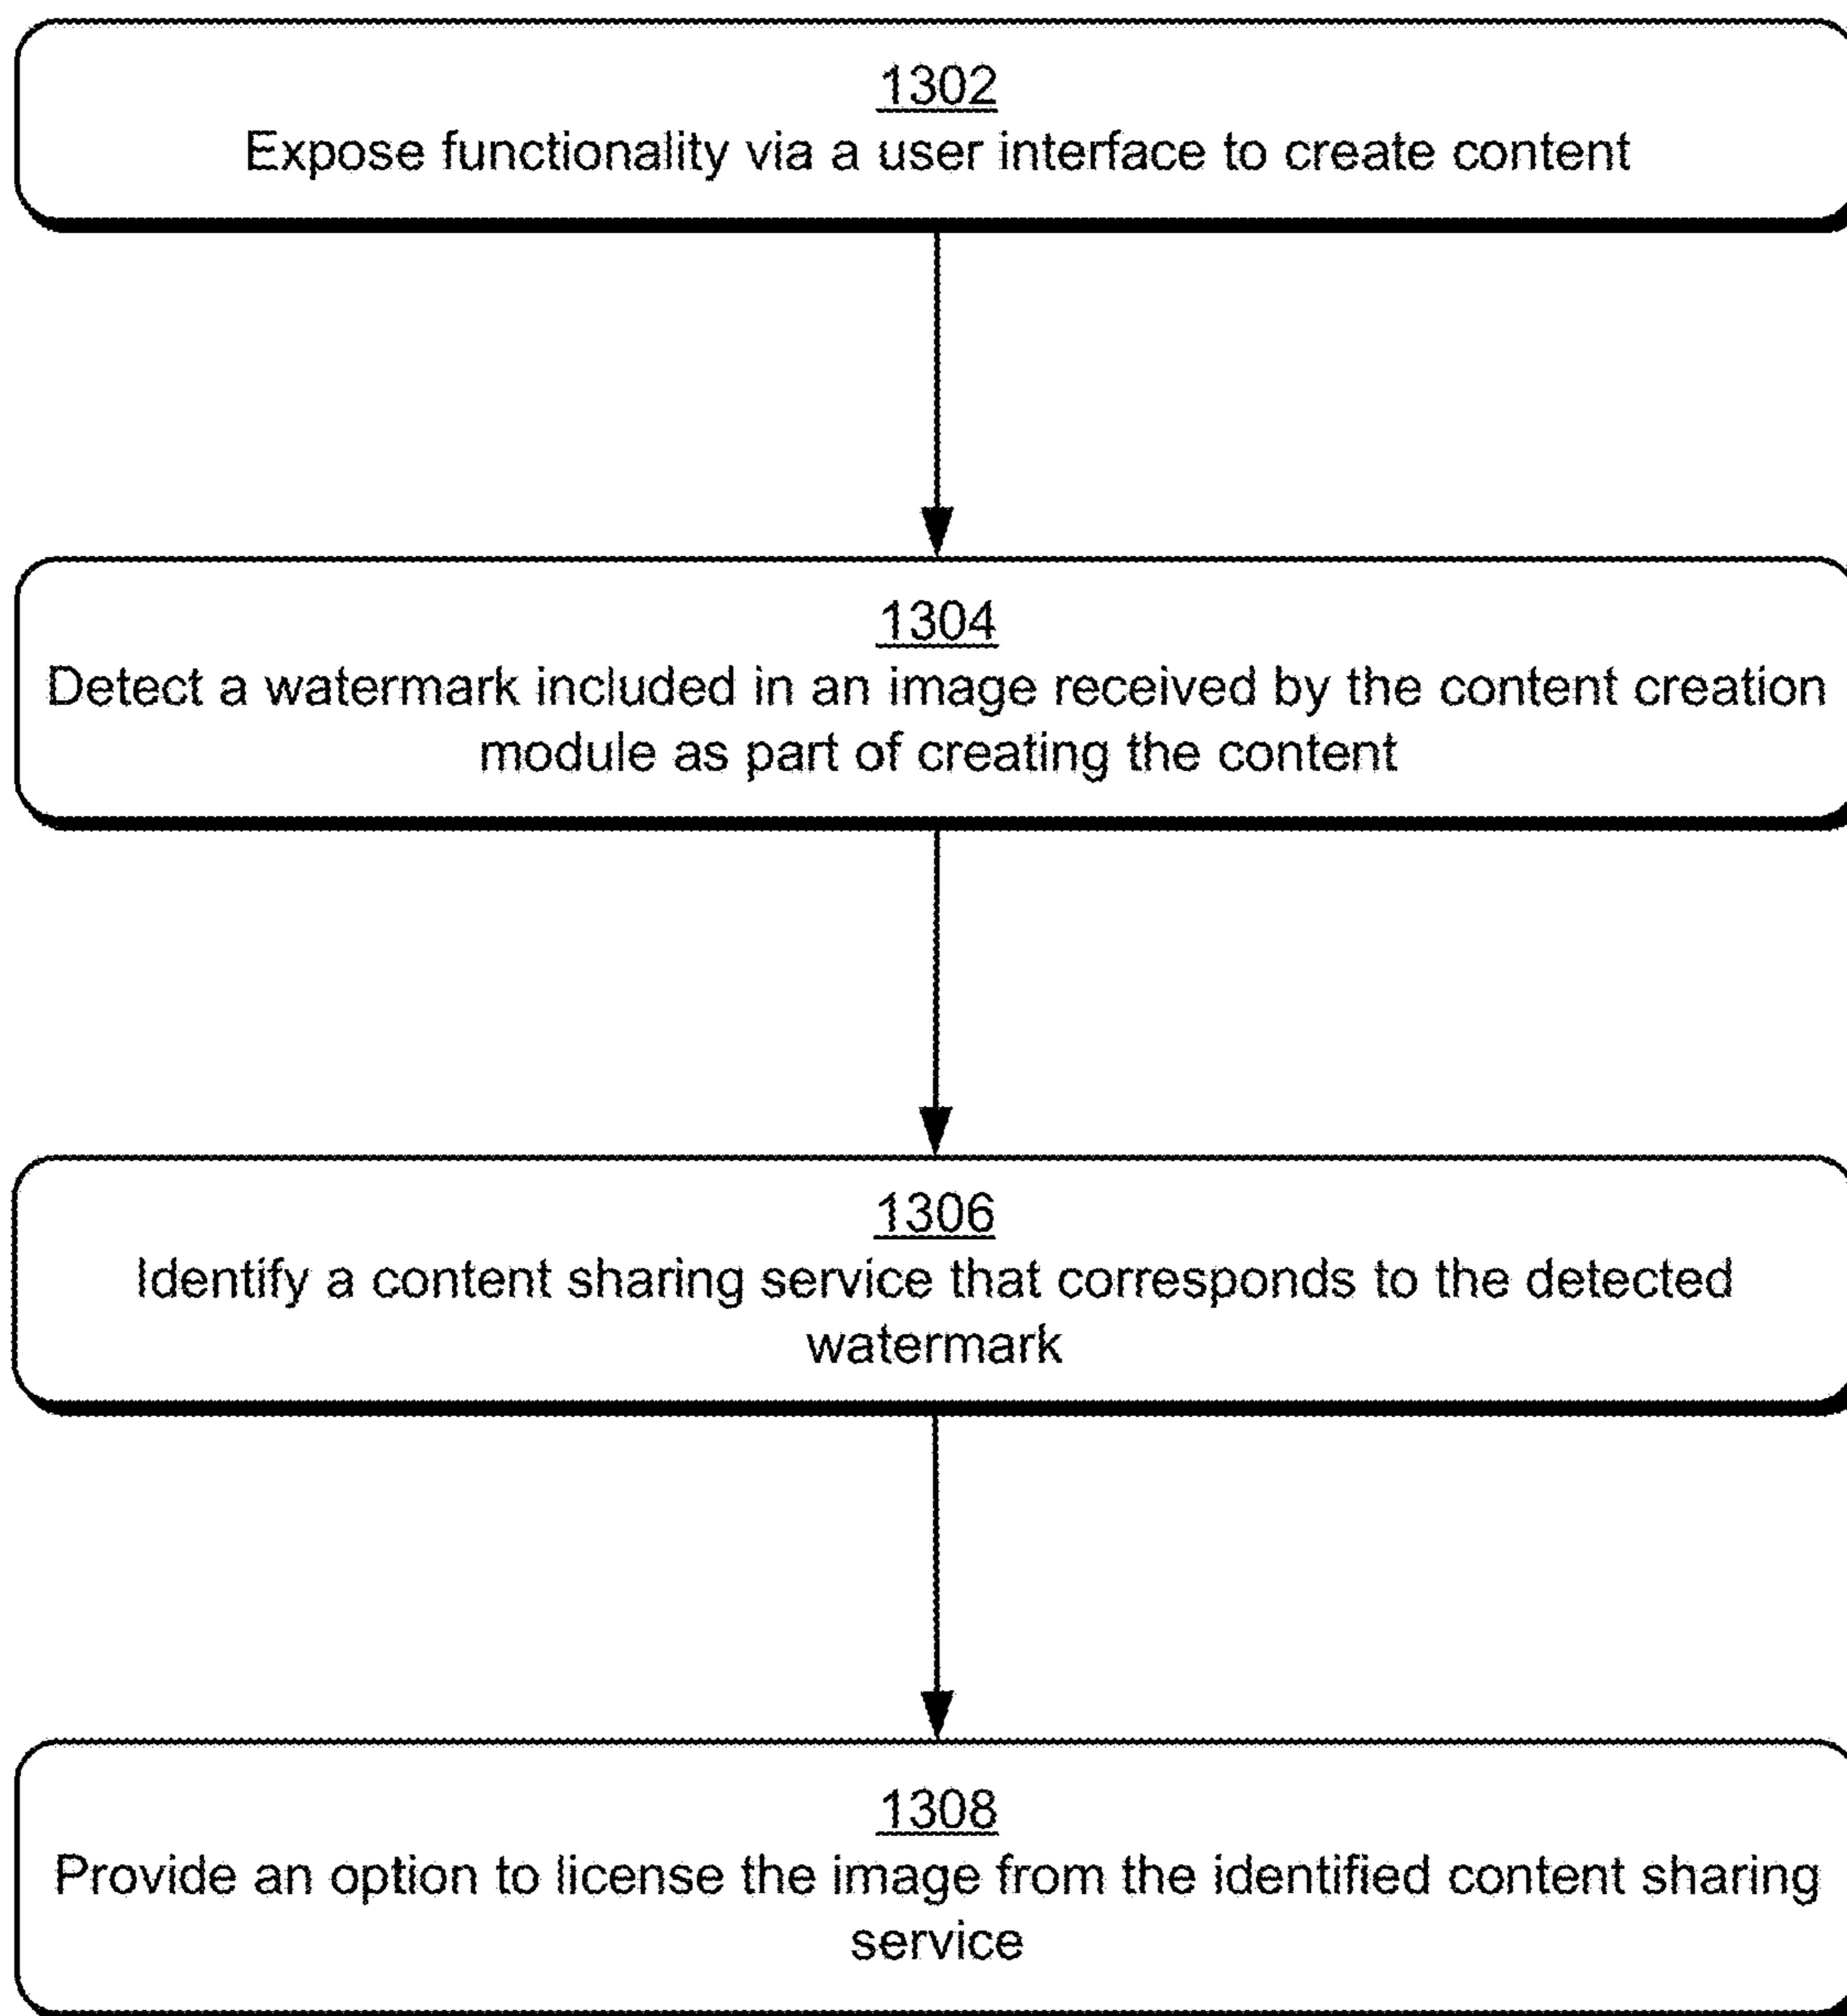 1302
Expose functionality via a user interface to create content
1304
Detect a watermark included in an image received by the content creation
module as part of creating the content
1306
Identify a content sharing service that corresponds to the detected
watermark
1308
Provide an option to license the image from the identified content sharing
service